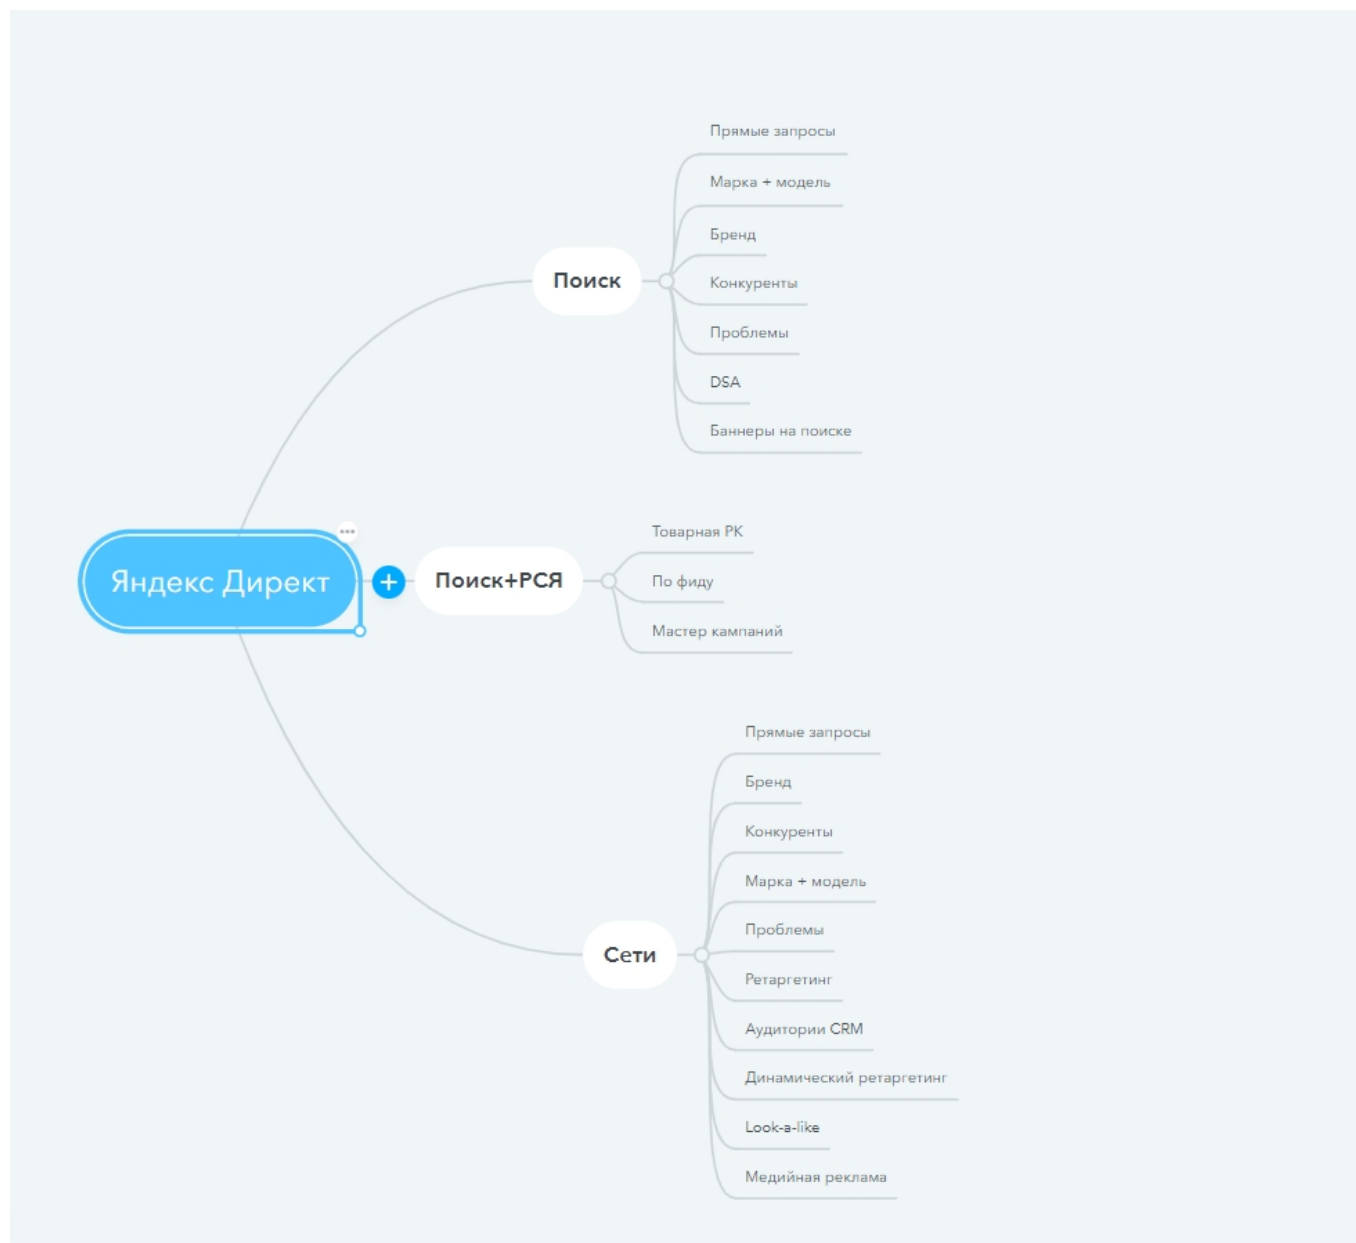 Прямые запросы
Марка + модель
Бренд
Поиск
Конкуренты
Проблемы
DSA
Баннеры на поиске
Яндекс Директ
Поиск+РСЯ
Товарная РК
По фиду
Мастер кампаний
Прямые запросы
Бренд
Конкуренты
Марка + модель
Проблемы
Сети
Ретаргетинг
Аудитории CRM
Динамический ретаргетинг
Look-a-like
Медийная реклама